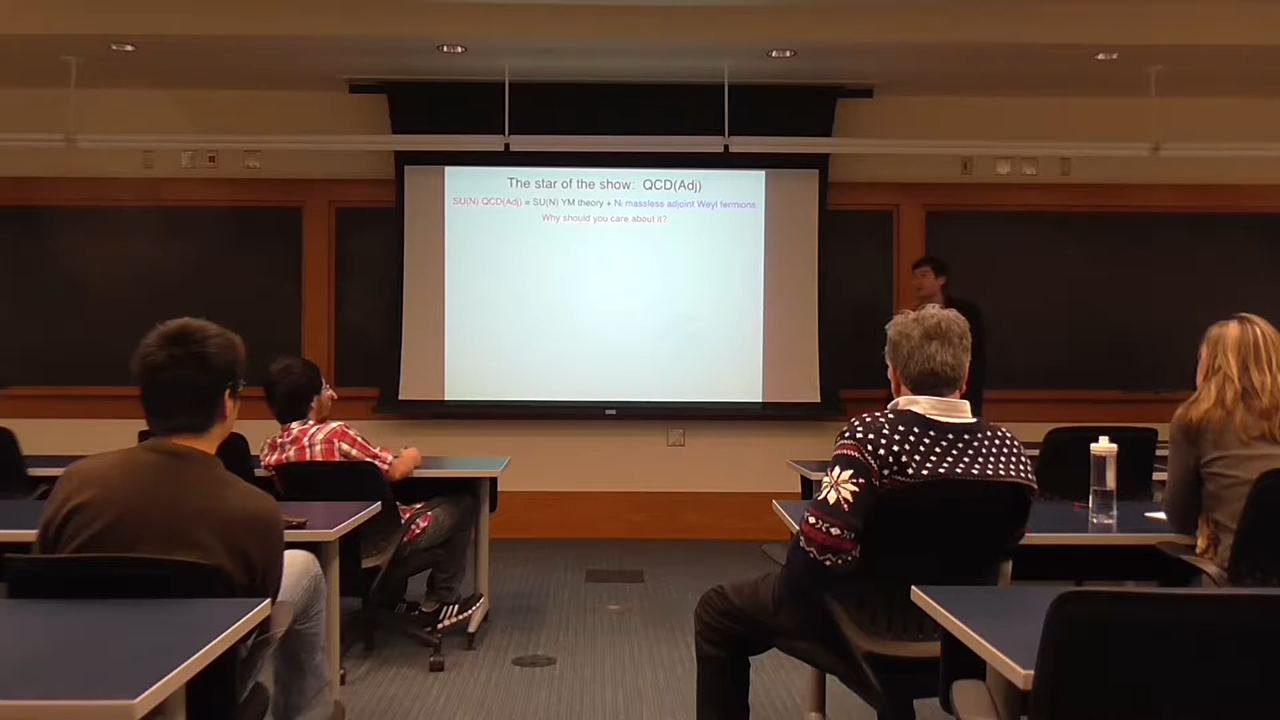 The star of the show: QCD(Adj)
SU(N) QCD(Adj) = SU(N) YM theory + Nf massless adjoint Weyl fermions
Why should you care about it?